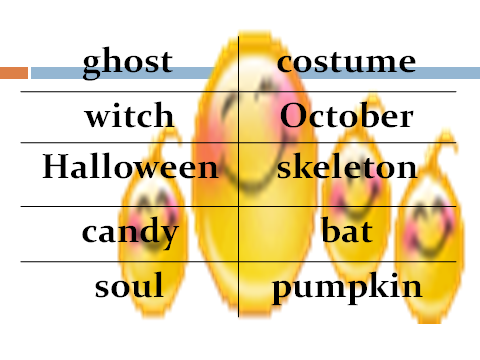 ghost costume
witch October
Halloween skeleton
candy bat
soul pumpkin